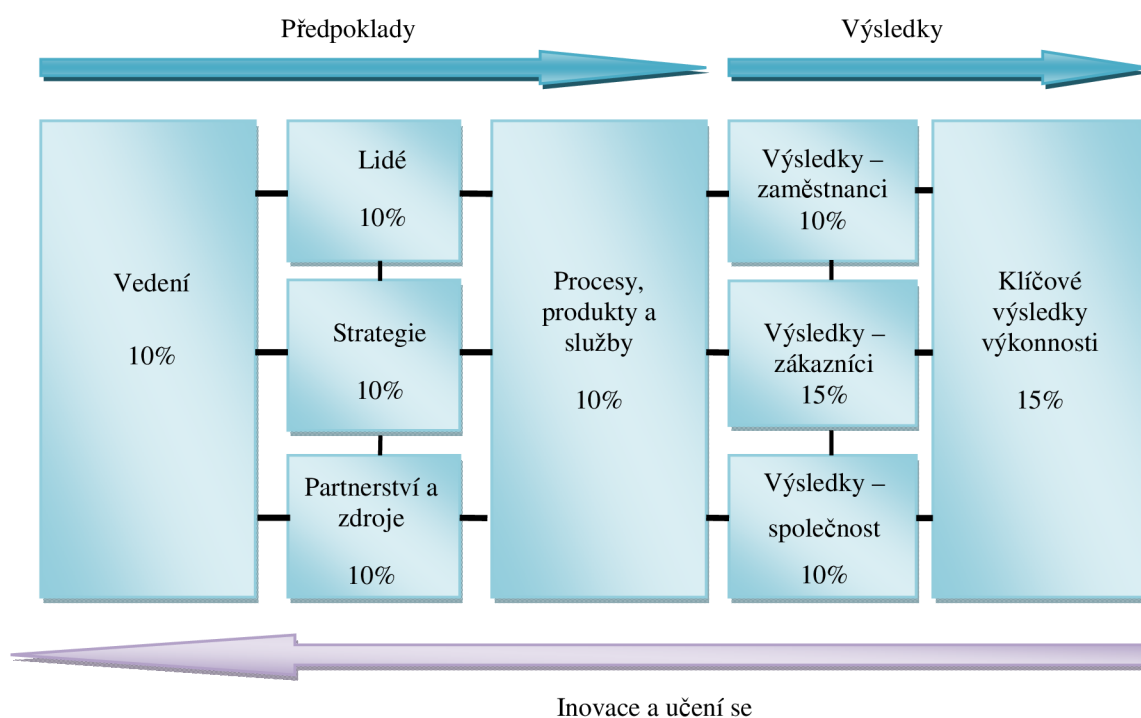 Předpoklady
Výsledky
Vedení
10%
Lidé
10%
Strategie
10%
Partnerství a
zdroje
10%
Procesy,
produkty a
služby
10%
Výsledky –
zaměstnanci
10%
Výsledky –
zákazníci
15%
Výsledky –
společnost
10%
Klíčové
výsledky
výkonnosti
15%
Inovace a učení se